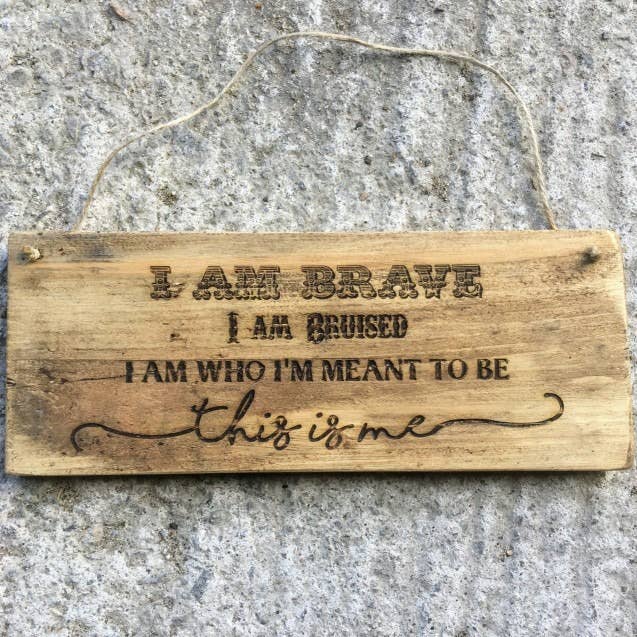 I AM BRAVE
I AM BRUISED
I AM WHO I'M MEANT TO BE
this is me